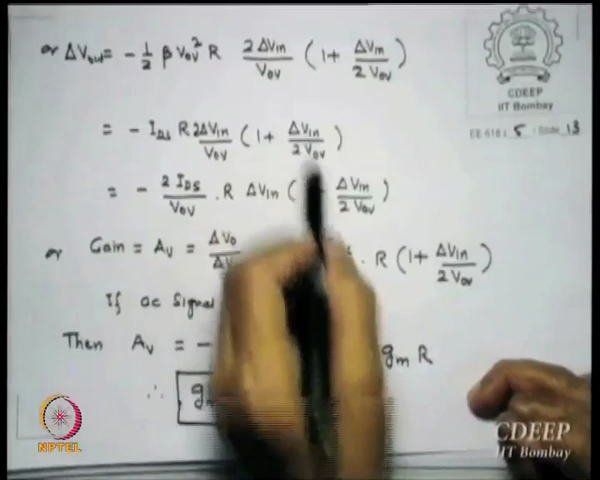 or ΔVout = - 1/2 β Vov² R 2ΔVin/Vov (1 + ΔVin/2Vov)
= - IDS R 2ΔVin/Vov (1 + ΔVin/2Vov)
= - 2IDS/Vov . R ΔVin ( ΔVin/2Vov)
or Gain = Av = ΔVo/ΔV . R (1 + ΔVin/2Vov)
If ac Signal
Then Av = - gm R
∴ g
CDEEP
IIT Bombay
EE 618 L 5 / Slide 13
NPTEL
CDEEP
IIT Bombay